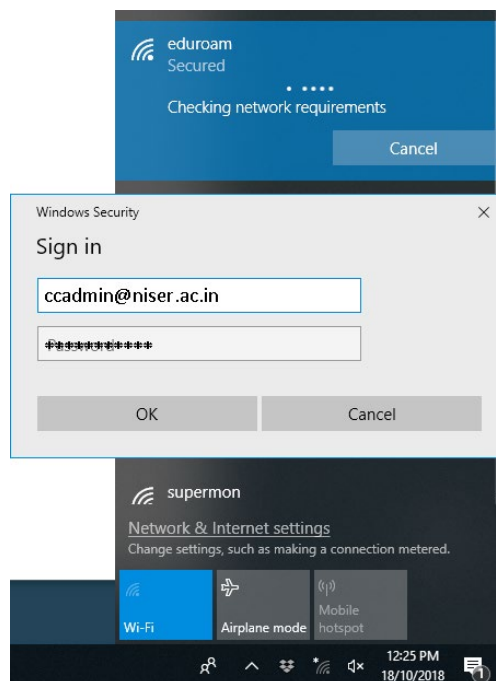 eduroam
Secured
Checking network requirements
Cancel
Windows Security
Sign in
ccadmin@niser.ac.in
***********
OK
Cancel
supermon
Network & Internet settings
Change settings, such as making a connection metered.
Wi-Fi
Airplane mode
Mobile
hotspot
12:25 PM
18/10/2018
1